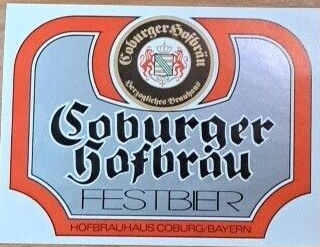 Coburger Hofbräu
Herzogliches Brauhaus
Coburger
Hofbräu
FESTBIER
HOFBRAUHAUS COBURG/BAYERN